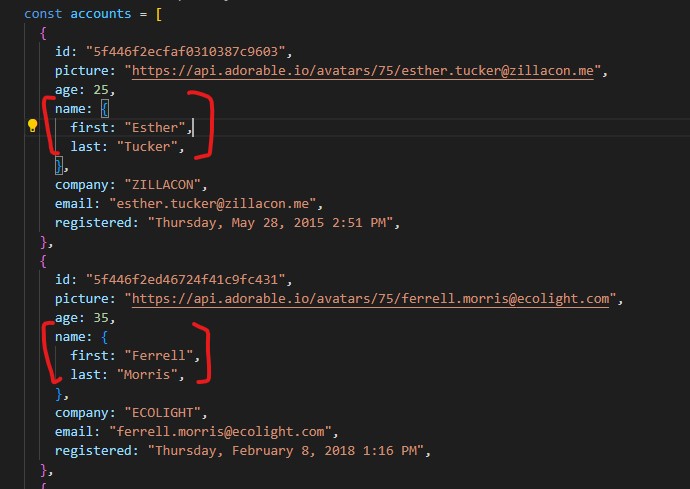 const accounts = [
{
id: "5f446f2ecfaf0310387c9603",
picture: "https://api.adorable.io/avatars/75/esther.tucker@zillacon.me",
age: 25,
name: {
first: "Esther",
last: "Tucker",
},
company: "ZILLACON",
email: "esther.tucker@zillacon.me",
registered: "Thursday, May 28, 2015 2:51 PM",
},
{
id: "5f446f2ed46724f41c9fc431",
picture: "https://api.adorable.io/avatars/75/ferrell.morris@ecolight.com",
age: 35,
name: {
first: "Ferrell",
last: "Morris",
},
company: "ECOLIGHT",
email: "ferrell.morris@ecolight.com",
registered: "Thursday, February 8, 2018 1:16 PM",
},
{